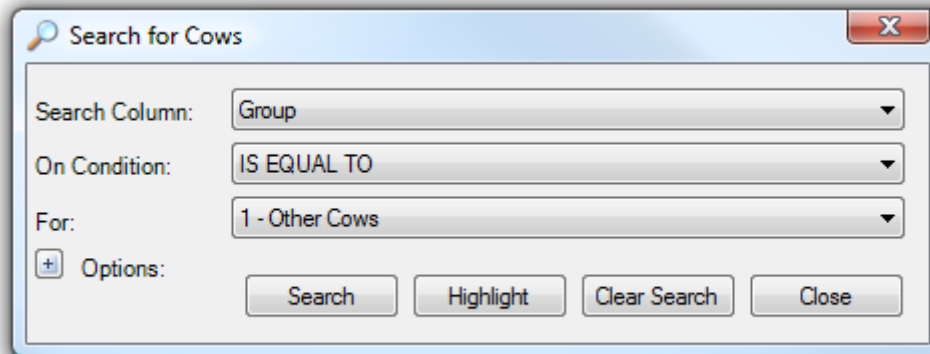 Search for Cows
Search Column: Group
On Condition: IS EQUAL TO
For: 1 - Other Cows
Options:
Search Highlight Clear Search Close